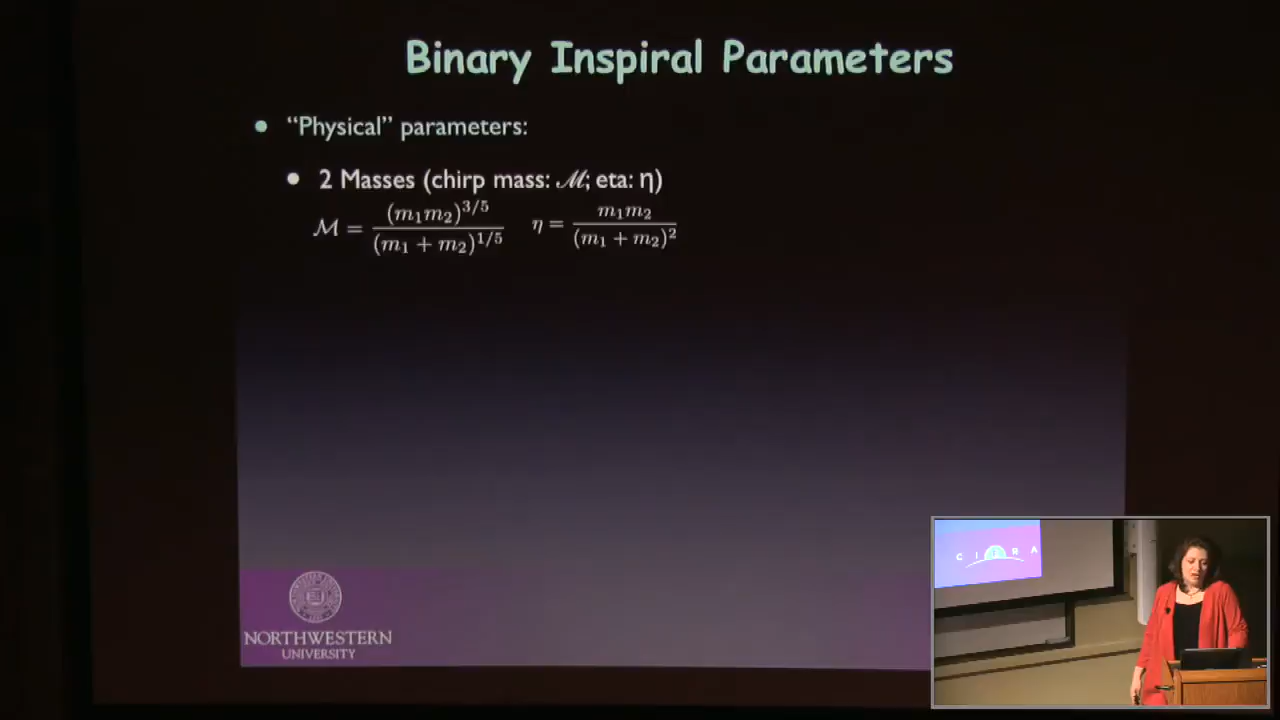 Binary Inspiral Parameters
• “Physical” parameters:
• 2 Masses (chirp mass: ℳ; eta: η)
ℳ = (m₁m₂)^{3/5} / (m₁ + m₂)^{1/5}   η = m₁m₂ / (m₁ + m₂)²
NORTHWESTERN
UNIVERSITY
CIERA